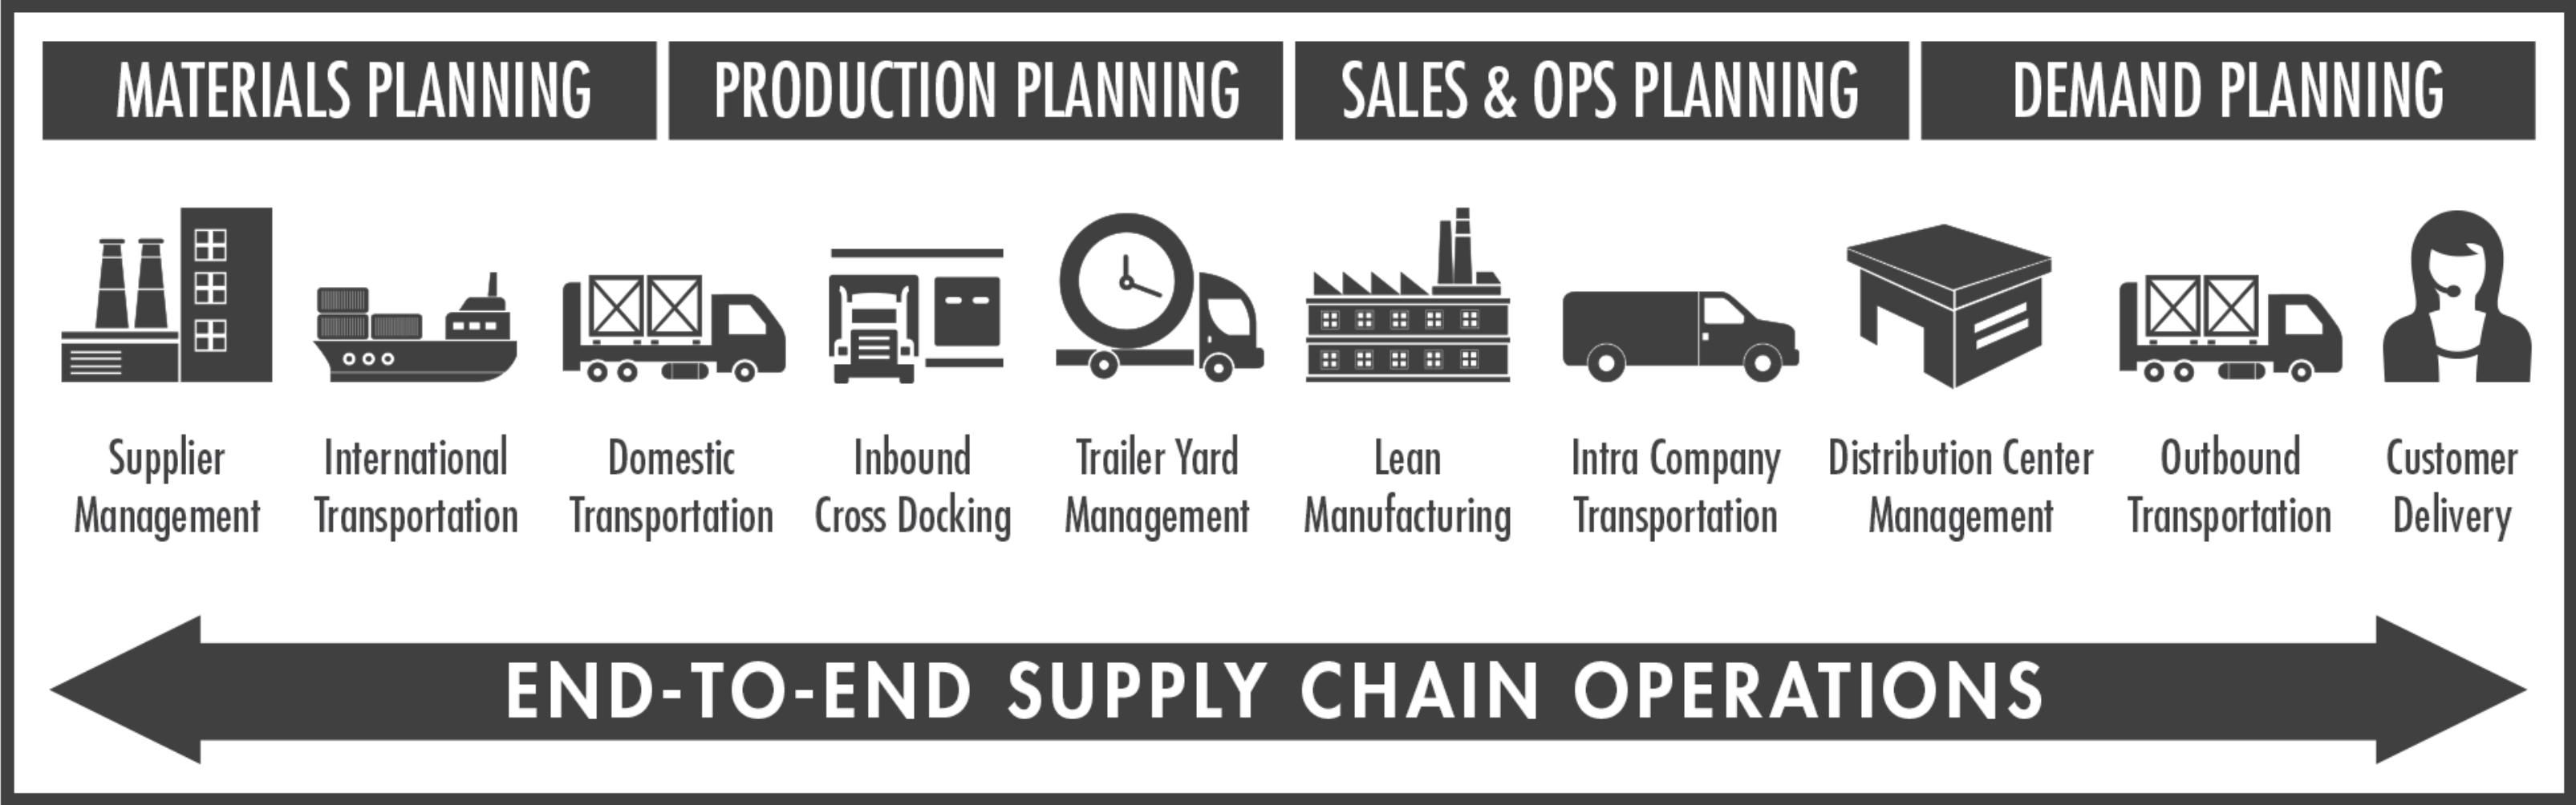 MATERIALS PLANNING
PRODUCTION PLANNING
SALES & OPS PLANNING
DEMAND PLANNING
Supplier
Management
International
Transportation
Domestic
Transportation
Inbound
Cross Docking
Trailer Yard
Management
Lean
Manufacturing
Intra Company
Transportation
Distribution Center
Management
Outbound
Transportation
Customer
Delivery
END-TO-END SUPPLY CHAIN OPERATIONS